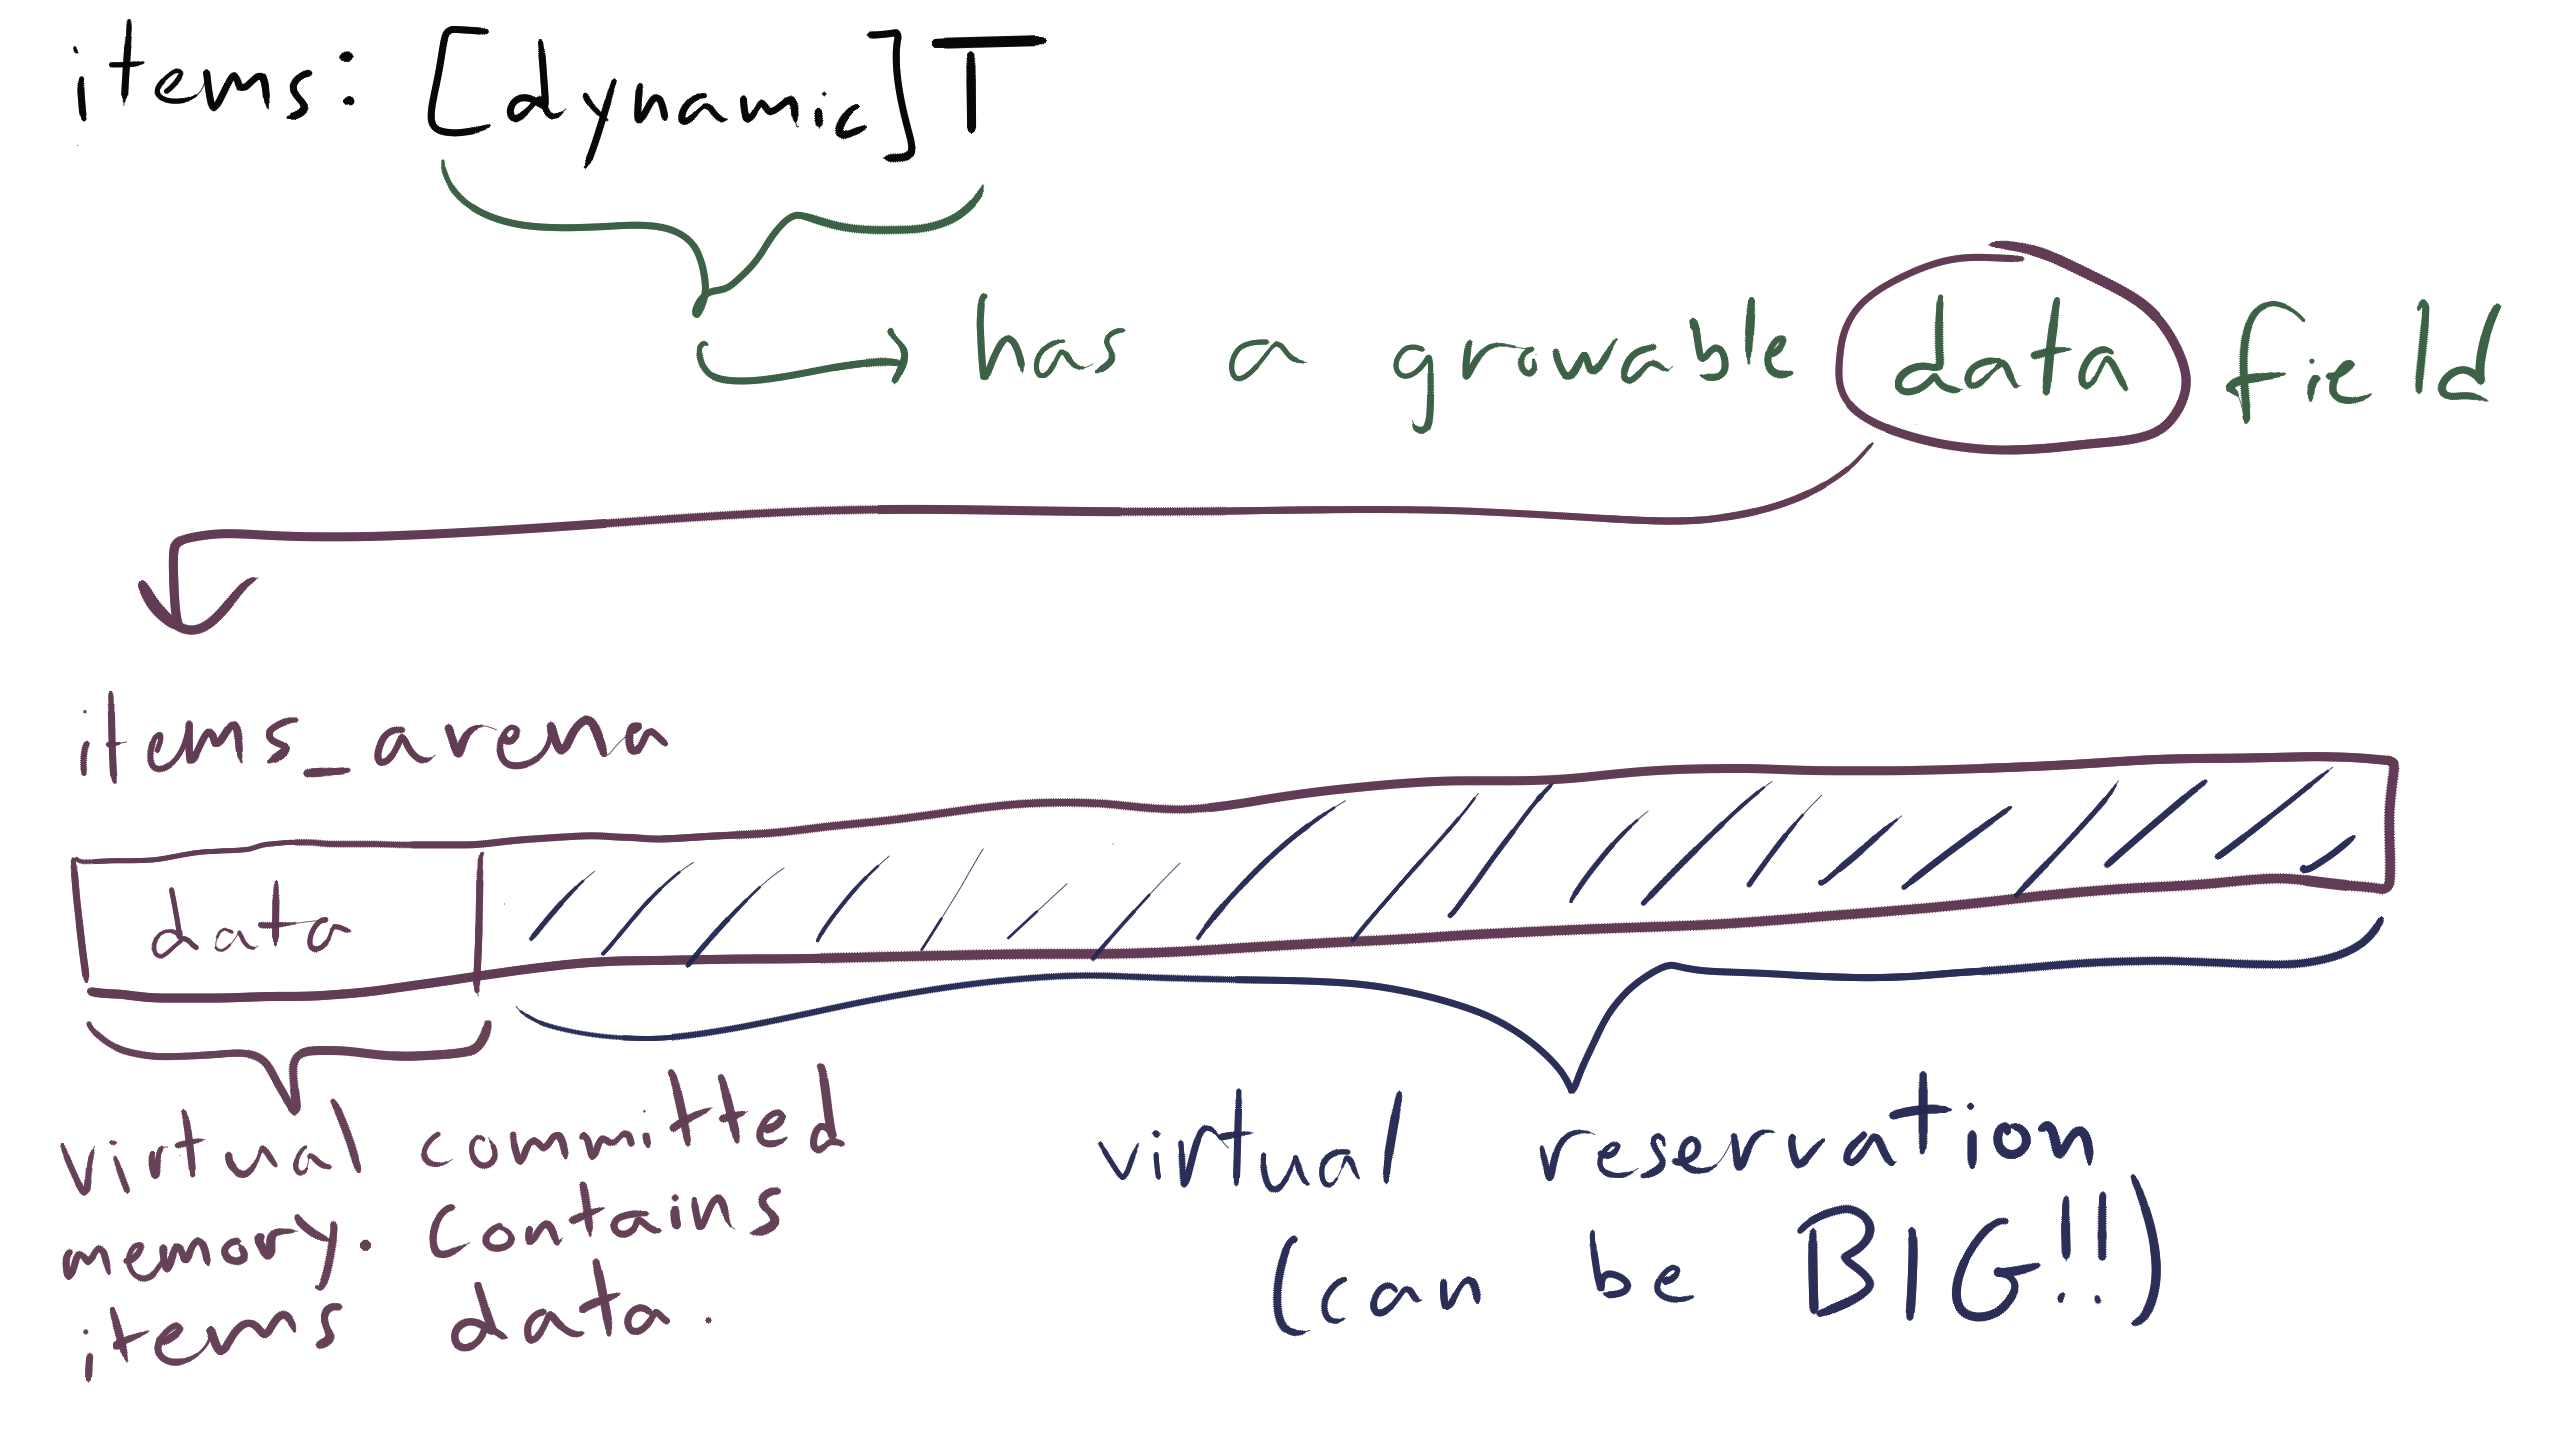 items: [dynamic]T
has a growable data field
items_arena
data
virtual committed
memory. Contains
items data.
virtual reservation
(can be BIG!!)